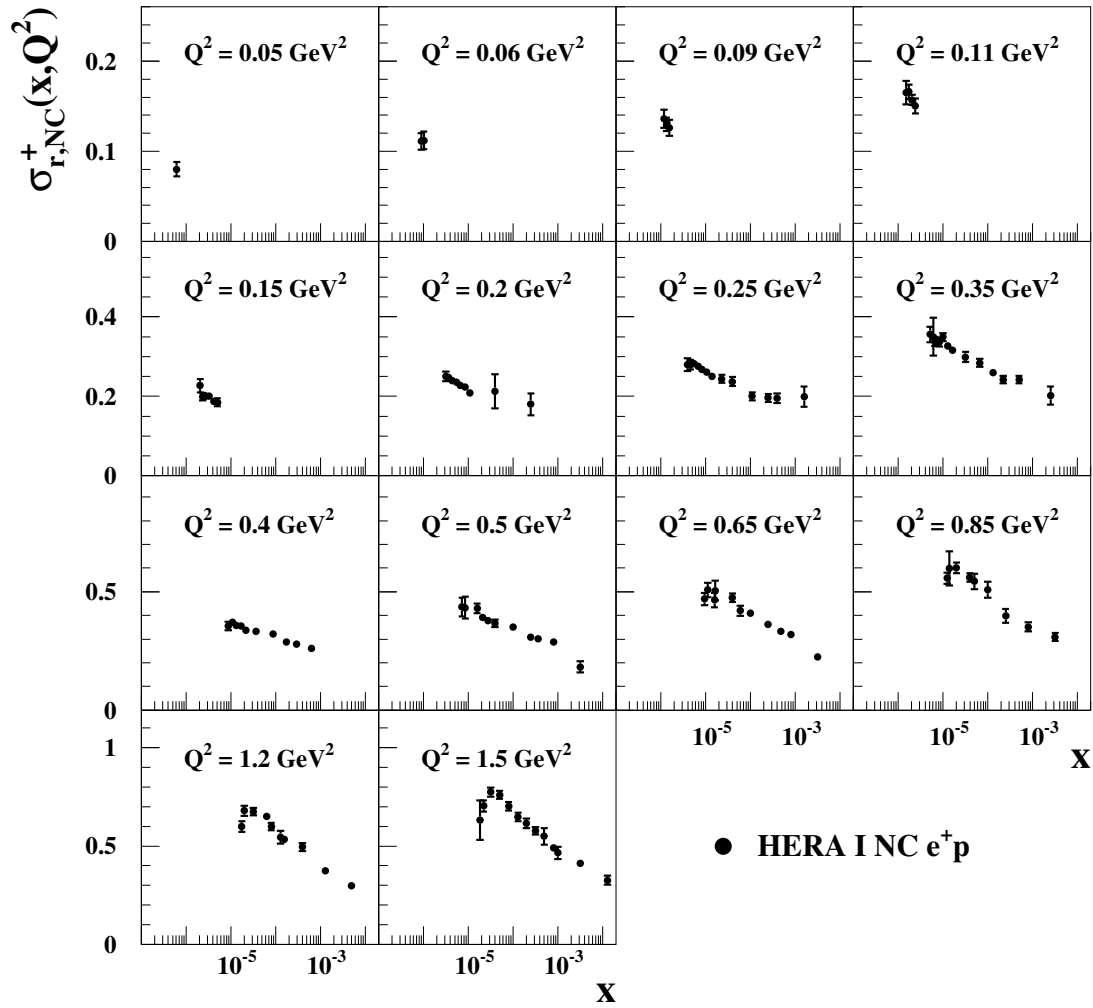 σ⁺r,NC(x,Q²)
Q² = 0.05 GeV²
Q² = 0.06 GeV²
Q² = 0.09 GeV²
Q² = 0.11 GeV²
0.2
0.1
0
Q² = 0.15 GeV²
Q² = 0.2 GeV²
Q² = 0.25 GeV²
Q² = 0.35 GeV²
0.4
0.2
0
Q² = 0.4 GeV²
Q² = 0.5 GeV²
Q² = 0.65 GeV²
Q² = 0.85 GeV²
0.5
0
10⁻⁵
10⁻³
10⁻⁵
10⁻³
x
Q² = 1.2 GeV²
Q² = 1.5 GeV²
1
0.5
0
HERA I NC e⁺p
10⁻⁵
10⁻³
10⁻⁵
10⁻³
x